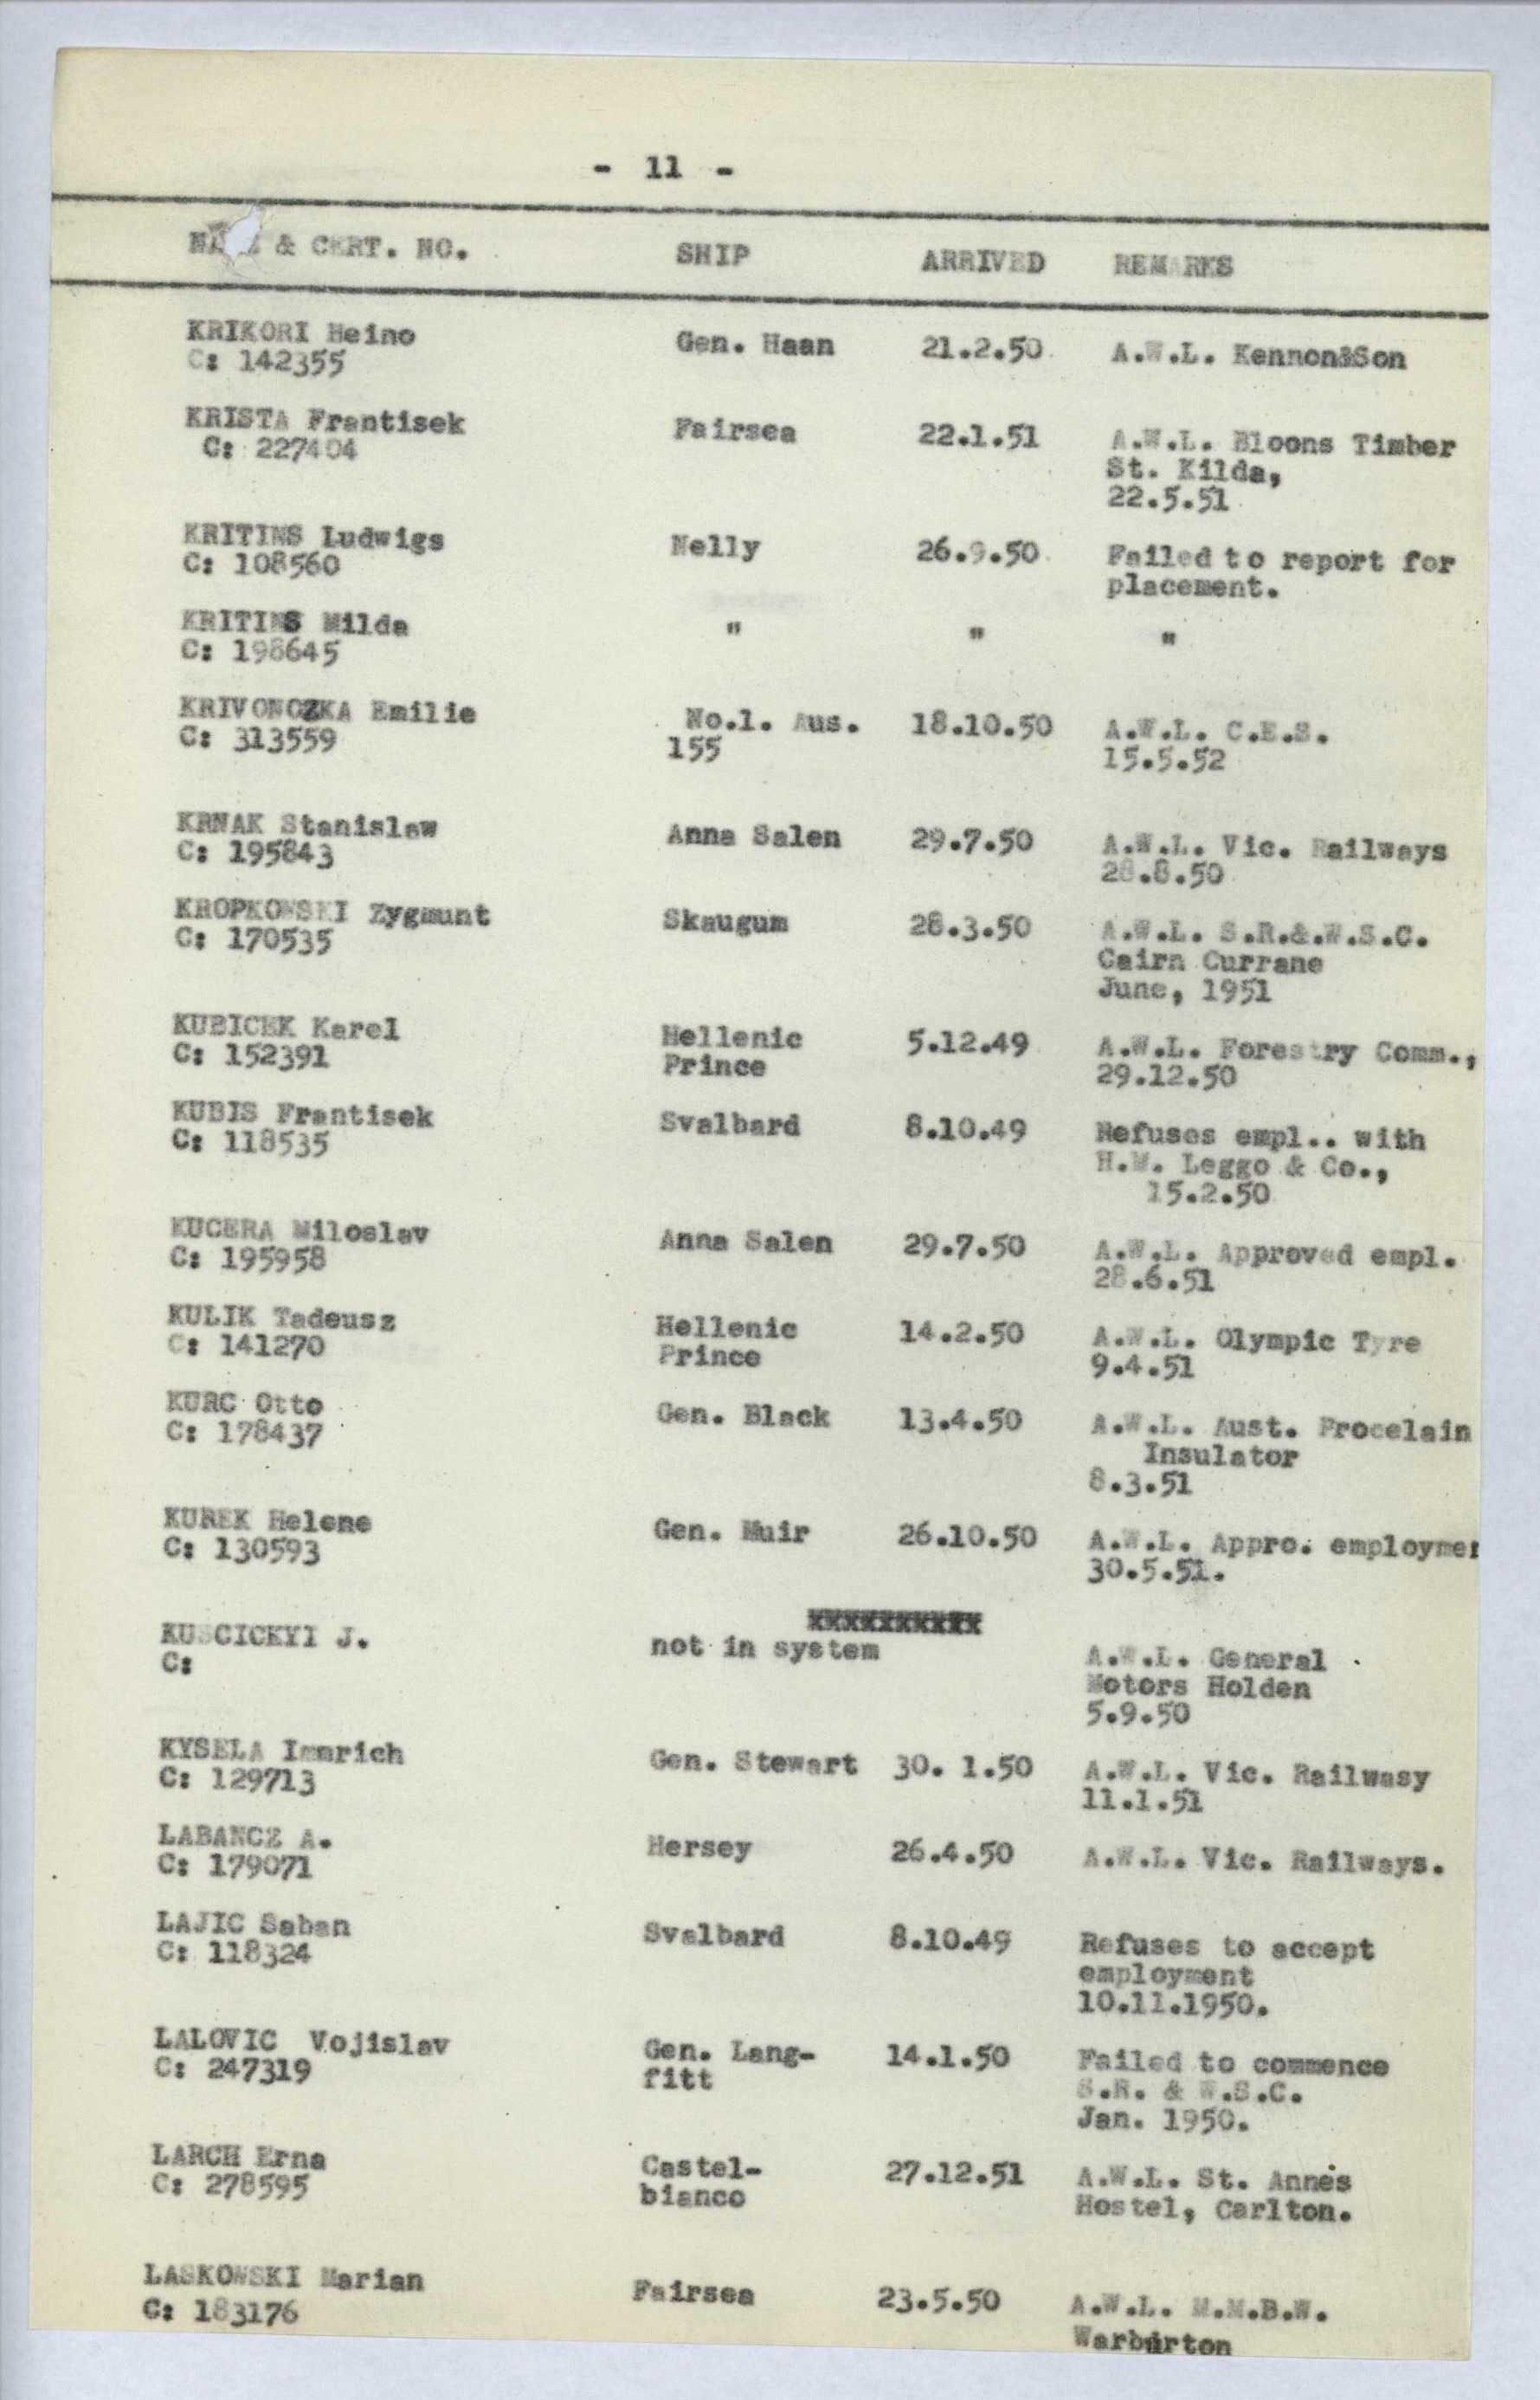 - 11 -
NAME & CERT. NO. SHIP ARRIVED REMARKS
KRIKORI Heino Gen. Haan 21.2.50 A.W.L. Kennon&Son
C: 142355
KRISTA Frantisek Fairsea 22.1.51 A.W.L. Bloons Timber
C: 227404 St. Kilda,
22.5.51
KRITINS Ludwigs Nelly 26.9.50 Failed to report for
C: 108560 placement.
KRITINS Milda " " "
C: 198645
KRIVONOZKA Emilie No.1. Aus. 18.10.50 A.W.L. C.E.S.
C: 313559 155 15.5.52
KRNAK Stanislaw Anna Salen 29.7.50 A.W.L. Vic. Railways
C: 195843 28.8.50
KROPKOWSKI Zygmunt Skaugum 28.3.50 A.W.L. S.R.&.W.S.C.
C: 170535 Cairn Currane
June, 1951
KUBICEK Karel Hellenic 5.12.49 A.W.L. Forestry Comm.,
C: 152391 Prince 29.12.50
KUBIS Frantisek Svalbard 8.10.49 Refuses empl.. with
C: 118535 H.W. Leggo & Co.,
15.2.50
KUCERA Miloslav Anna Salen 29.7.50 A.W.L. Approved empl.
C: 195958 28.6.51
KULIK Tadeusz Hellenic 14.2.50 A.W.L. Olympic Tyre
C: 141270 Prince 9.4.51
KURC Otto Gen. Black 13.4.50 A.W.L. Aust. Procelain
C: 178437 Insulator
8.3.51
KUREK Helene Gen. Muir 26.10.50 A.W.L. Appro. employmen
C: 130593 30.5.51.
xxxxxxxxxxx
KUSCICKYI J. not in system A.W.L. General
C: Motors Holden
5.9.50
KYSELA Immrich Gen. Stewart 30. 1.50 A.W.L. Vic. Railwasy
C: 129713 11.1.51
LABANCZ A. Hersey 26.4.50 A.W.L. Vic. Railways.
C: 179071
LAJIC Saban Svalbard 8.10.49 Refuses to accept
C: 118324 employment
10.11.1950.
LALOVIC Vojislav Gen. Lang- 14.1.50 Failed to commence
C: 247319 fitt S.R. & W.S.C.
Jan. 1950.
LARCH Erna Castel- 27.12.51 A.W.L. St. Anne's
C: 278595 bianco Hostel, Carlton.
LASKOWSKI Marian Fairsea 23.5.50 A.W.L. M.M.B.W.
C: 183176 Warburton